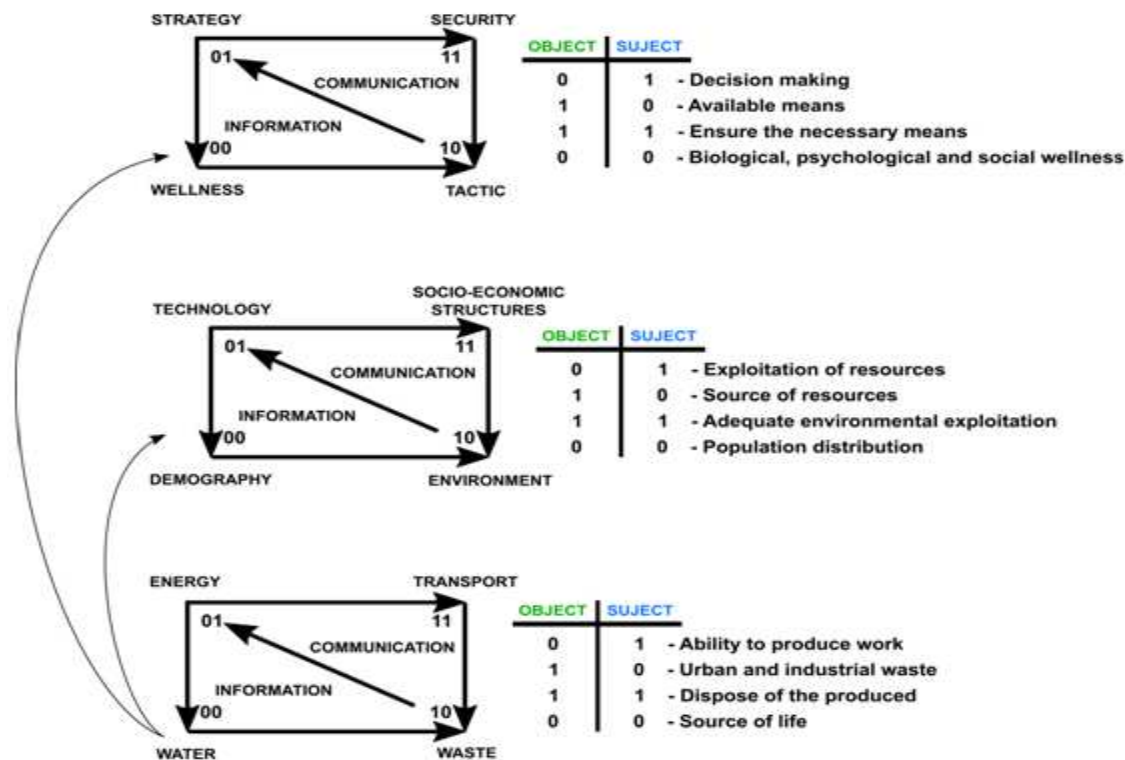 STRATEGY SECURITY
01 11
COMMUNICATION
INFORMATION
00 10
WELLNESS TACTIC
OBJECT SUJECT
0 1 - Decision making
1 0 - Available means
1 1 - Ensure the necessary means
0 0 - Biological, psychological and social wellness
TECHNOLOGY SOCIO-ECONOMIC
STRUCTURES
01 11
COMMUNICATION
INFORMATION
00 10
DEMOGRAPHY ENVIRONMENT
OBJECT SUJECT
0 1 - Exploitation of resources
1 0 - Source of resources
1 1 - Adequate environmental exploitation
0 0 - Population distribution
ENERGY TRANSPORT
01 11
COMMUNICATION
INFORMATION
00 10
WATER WASTE
OBJECT SUJECT
0 1 - Ability to produce work
1 0 - Urban and industrial waste
1 1 - Dispose of the produced
0 0 - Source of life